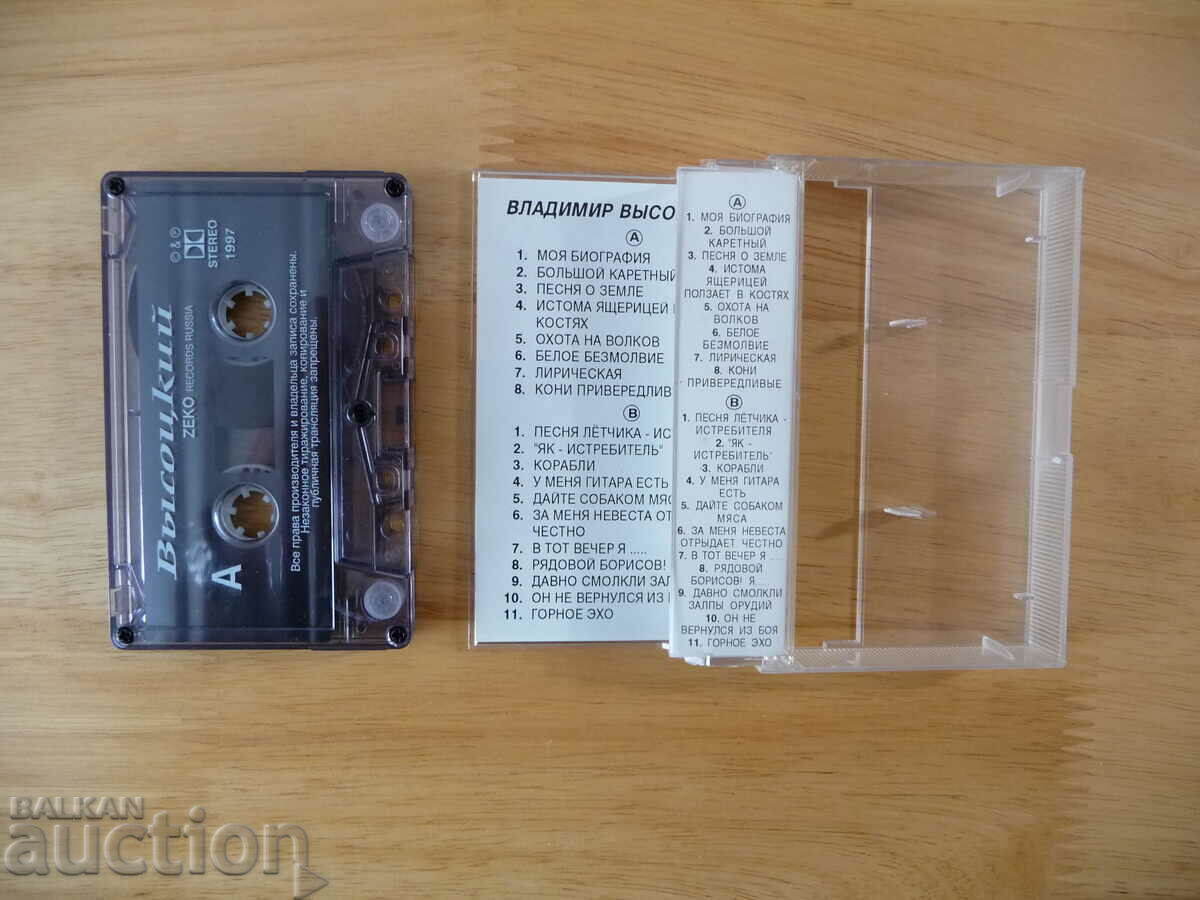 Высоцкий
ZEKO RECORDS RUSSIA
A
© & ℗
STEREO
1997
Все права производителя и владельца записа сохранены.
Незаконное тиражирование, копирование и
публичная трансляция запрещены.
ВЛАДИМИР ВЫСО
A
1. МОЯ БИОГРАФИЯ
2. БОЛЬШОЙ КАРЕТНЫЙ
3. ПЕСНЯ О ЗЕМЛЕ
4. ИСТОМА ЯЩЕРИЦЕЙ
КОСТЯХ
5. ОХОТА НА ВОЛКОВ
6. БЕЛОЕ БЕЗМОЛВИЕ
7. ЛИРИЧЕСКАЯ
8. КОНИ ПРИВЕРЕДЛИВ
B
1. ПЕСНЯ ЛЁТЧИКА - ИС
2. "ЯК - ИСТРЕБИТЕЛЬ"
3. КОРАБЛИ
4. У МЕНЯ ГИТАРА ЕСТЬ
5. ДАЙТЕ СОБАКОМ МЯС
6. ЗА МЕНЯ НЕВЕСТА ОТ
ЧЕСТНО
7. В ТОТ ВЕЧЕР Я .....
8. РЯДОВОЙ БОРИСОВ!
9. ДАВНО СМОЛКЛИ ЗАЛ
10. ОН НЕ ВЕРНУЛСЯ ИЗ
11. ГОРНОЕ ЭХО
A
1. МОЯ БИОГРАФИЯ
2. БОЛЬШОЙ
КАРЕТНЫЙ
3. ПЕСНЯ О ЗЕМЛЕ
4. ИСТОМА
ЯЩЕРИЦЕЙ
ПОЛЗАЕТ В КОСТЯХ
5. ОХОТА НА
ВОЛКОВ
6. БЕЛОЕ
БЕЗМОЛВИЕ
7. ЛИРИЧЕСКАЯ
8. КОНИ
ПРИВЕРЕДЛИВЫЕ
B
1. ПЕСНЯ ЛЁТЧИКА -
ИСТРЕБИТЕЛЯ
2. "ЯК -
ИСТРЕБИТЕЛЬ"
3. КОРАБЛИ
4. У МЕНЯ ГИТАРА
ЕСТЬ
5. ДАЙТЕ СОБАКОМ
МЯСА
6. ЗА МЕНЯ НЕВЕСТА
ОТРЫДАЕТ ЧЕСТНО
7. В ТОТ ВЕЧЕР Я .....
8. РЯДОВОЙ
БОРИСОВ! Я.....
9. ДАВНО СМОЛКЛИ
ЗАЛПЫ ОРУДИЙ
10. ОН НЕ
ВЕРНУЛСЯ ИЗ БОЯ
11. ГОРНОЕ ЭХО
BALKAN
auction